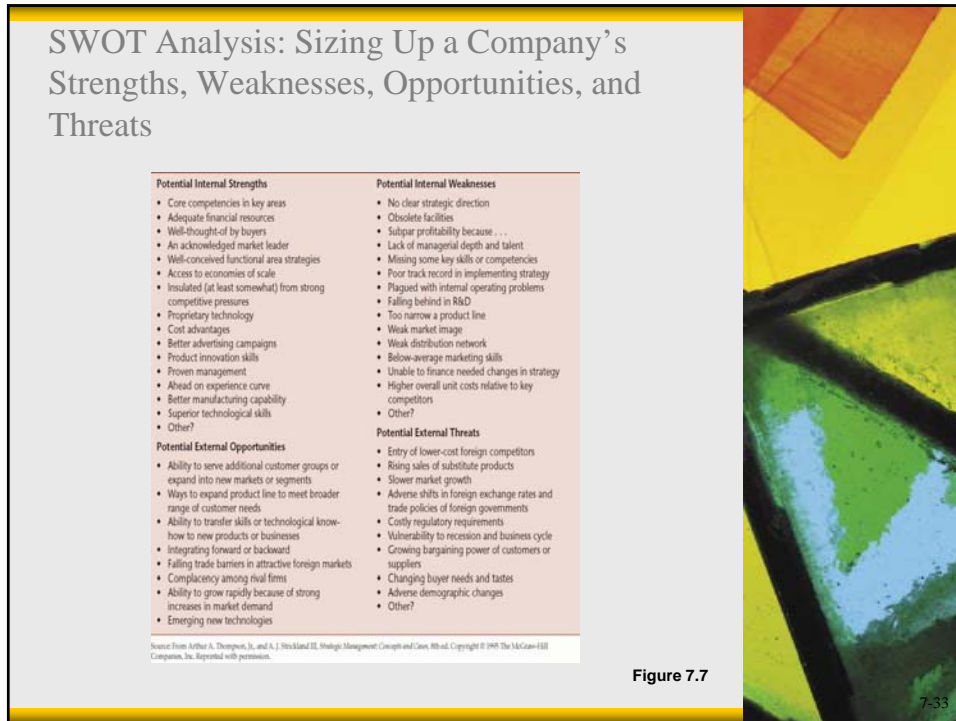 SWOT Analysis: Sizing Up a Company's
Strengths, Weaknesses, Opportunities, and
Threats
Potential Internal Strengths
• Core competencies in key areas
• Adequate financial resources
• Well-thought-of by buyers
• An acknowledged market leader
• Well-conceived functional area strategies
• Access to economies of scale
• Insulated (at least somewhat) from strong
competitive pressures
• Proprietary technology
• Cost advantages
• Better advertising campaigns
• Product innovation skills
• Proven management
• Ahead on experience curve
• Better manufacturing capability
• Superior technological skills
• Other?
Potential External Opportunities
• Ability to serve additional customer groups or
expand into new markets or segments
• Ways to expand product line to meet broader
range of customer needs
• Ability to transfer skills or technological know-
how to new products or businesses
• Integrating forward or backward
• Falling trade barriers in attractive foreign markets
• Complacency among rival firms
• Ability to grow rapidly because of strong
increases in market demand
• Emerging new technologies
Potential Internal Weaknesses
• No clear strategic direction
• Obsolete facilities
• Subpar profitability because . . .
• Lack of managerial depth and talent
• Missing some key skills or competencies
• Poor track record in implementing strategy
• Plagued with internal operating problems
• Falling behind in R&D
• Too narrow a product line
• Weak market image
• Weak distribution network
• Below-average marketing skills
• Unable to finance needed changes in strategy
• Higher overall unit costs relative to key
competitors
• Other?
Potential External Threats
• Entry of lower-cost foreign competitors
• Rising sales of substitute products
• Slower market growth
• Adverse shifts in foreign exchange rates and
trade policies of foreign governments
• Costly regulatory requirements
• Vulnerability to recession and business cycle
• Growing bargaining power of customers or
suppliers
• Changing buyer needs and tastes
• Adverse demographic changes
• Other?
Source: From Arthur A. Thompson, Jr., and A. J. Strickland III, Strategic Management: Concepts and Cases, 8th ed. Copyright © 1995 The McGraw-Hill
Companies, Inc. Reprinted with permission.
Figure 7.7
7-33